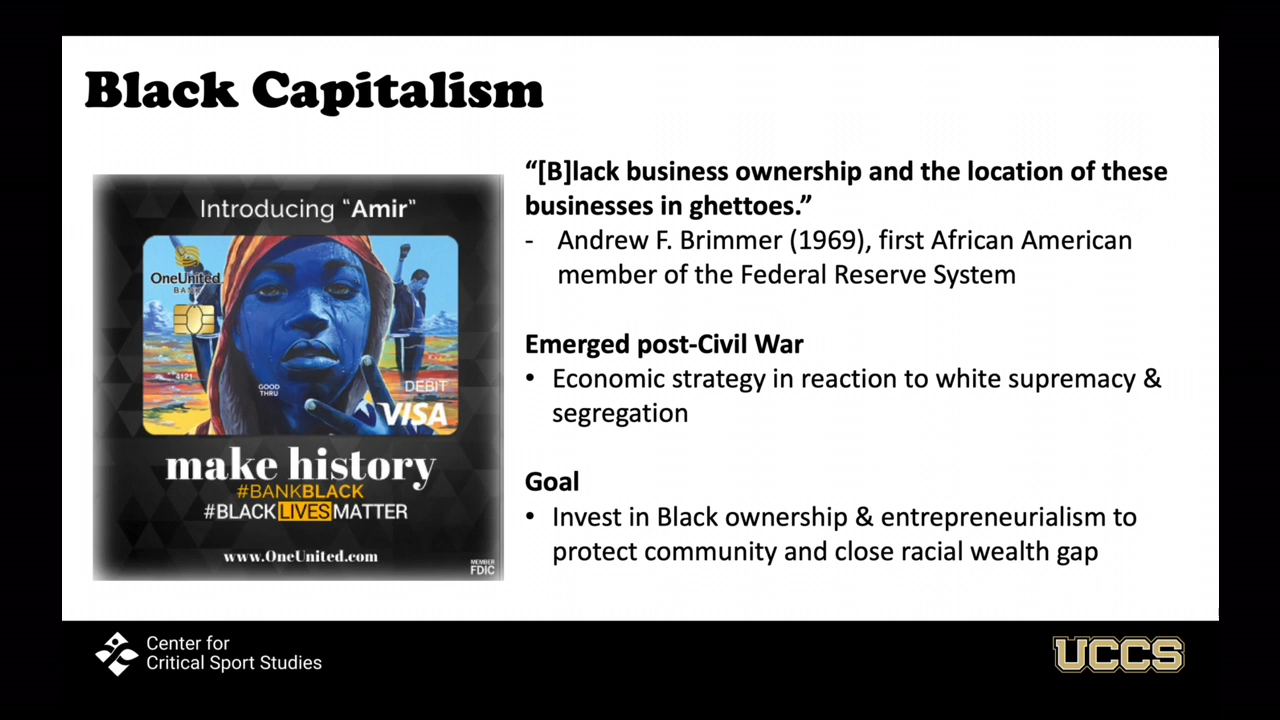 Black Capitalism
Introducing “Amir”
OneUnited
BANK
4121
GOOD
THRU
DEBIT
VISA
make history
#BANKBLACK
#BLACK LIVES MATTER
www.OneUnited.com
MEMBER
FDIC
“[B]lack business ownership and the location of these
businesses in ghettoes.”
- Andrew F. Brimmer (1969), first African American
member of the Federal Reserve System
Emerged post-Civil War
• Economic strategy in reaction to white supremacy &
segregation
Goal
• Invest in Black ownership & entrepreneurialism to
protect community and close racial wealth gap
Center for
Critical Sport Studies
UCCS